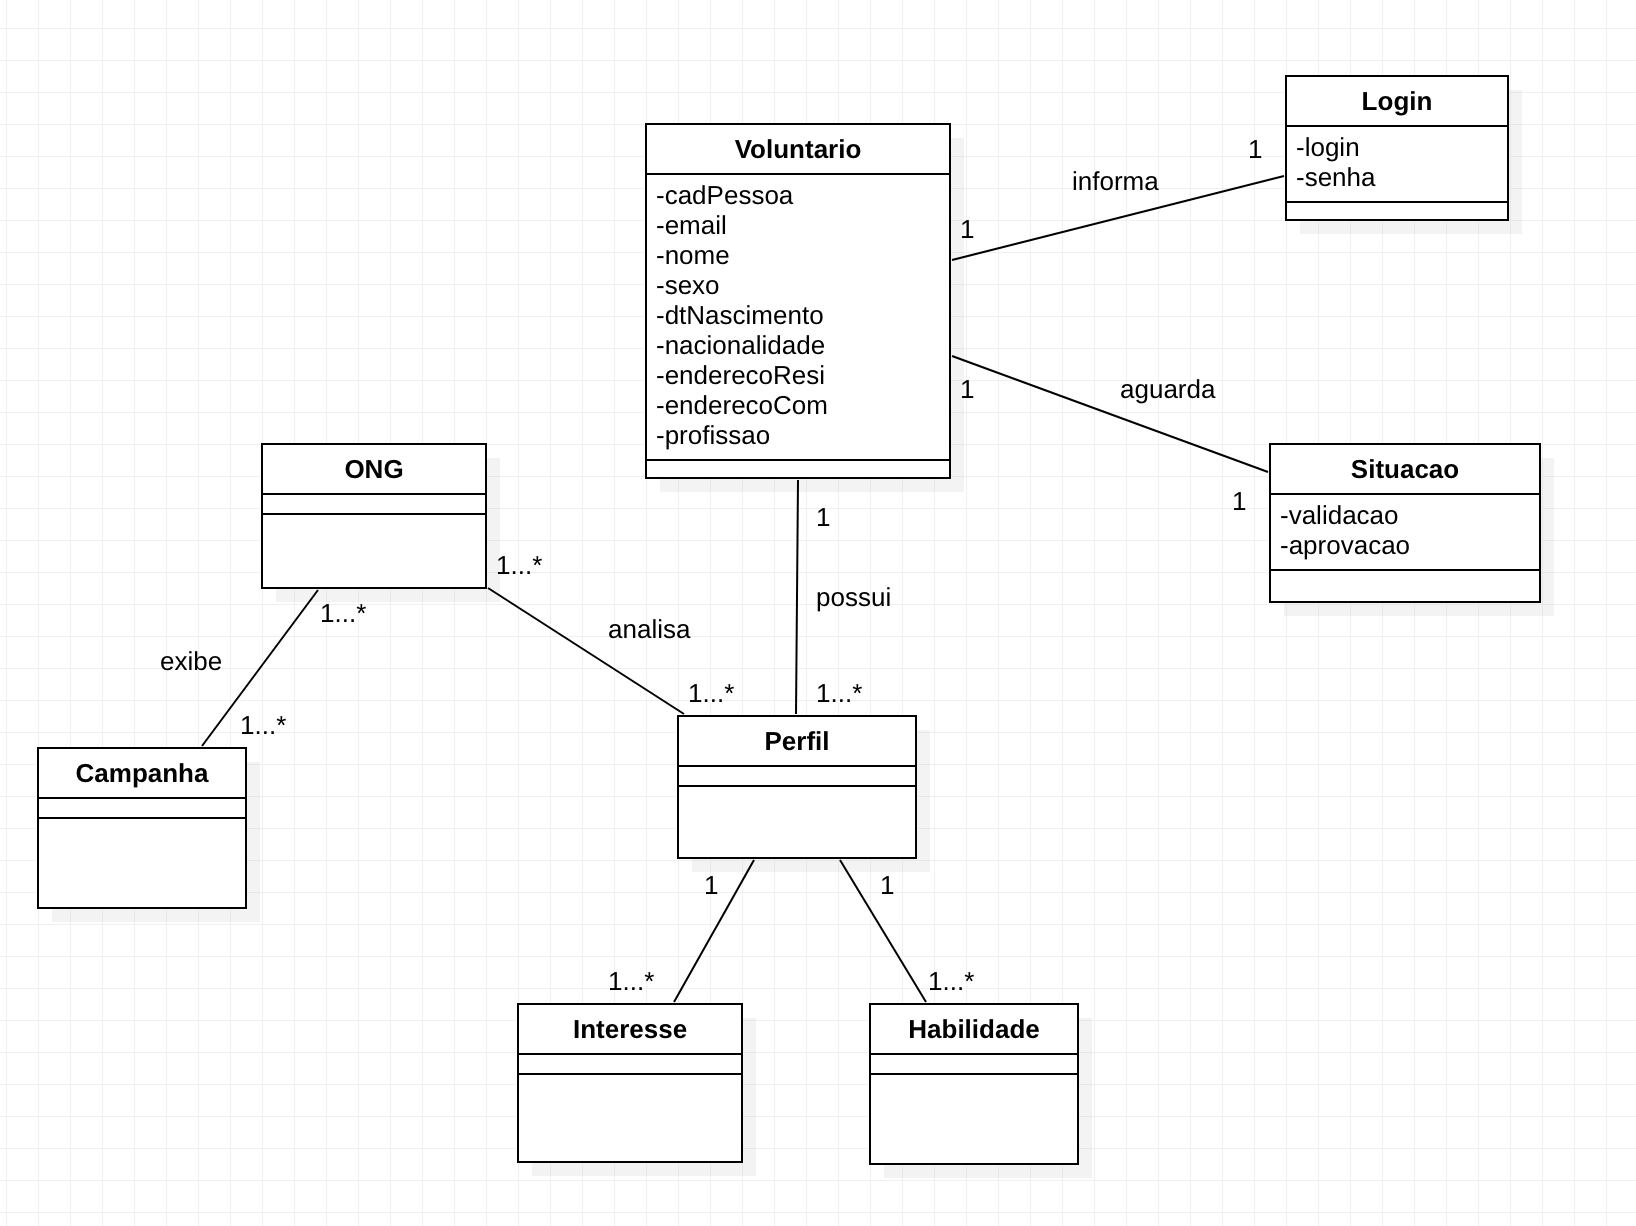 Login
-login
-senha
1
informa
1
Voluntario
-cadPessoa
-email
-nome
-sexo
-dtNascimento
-nacionalidade
-enderecoResi
-enderecoCom
-profissao
1
aguarda
1
Situacao
-validacao
-aprovacao
ONG
1...*
1...*
exibe
1...*
Campanha
analisa
1...*
1
possui
1...*
Perfil
1
1
1...*
1...*
Interesse
Habilidade